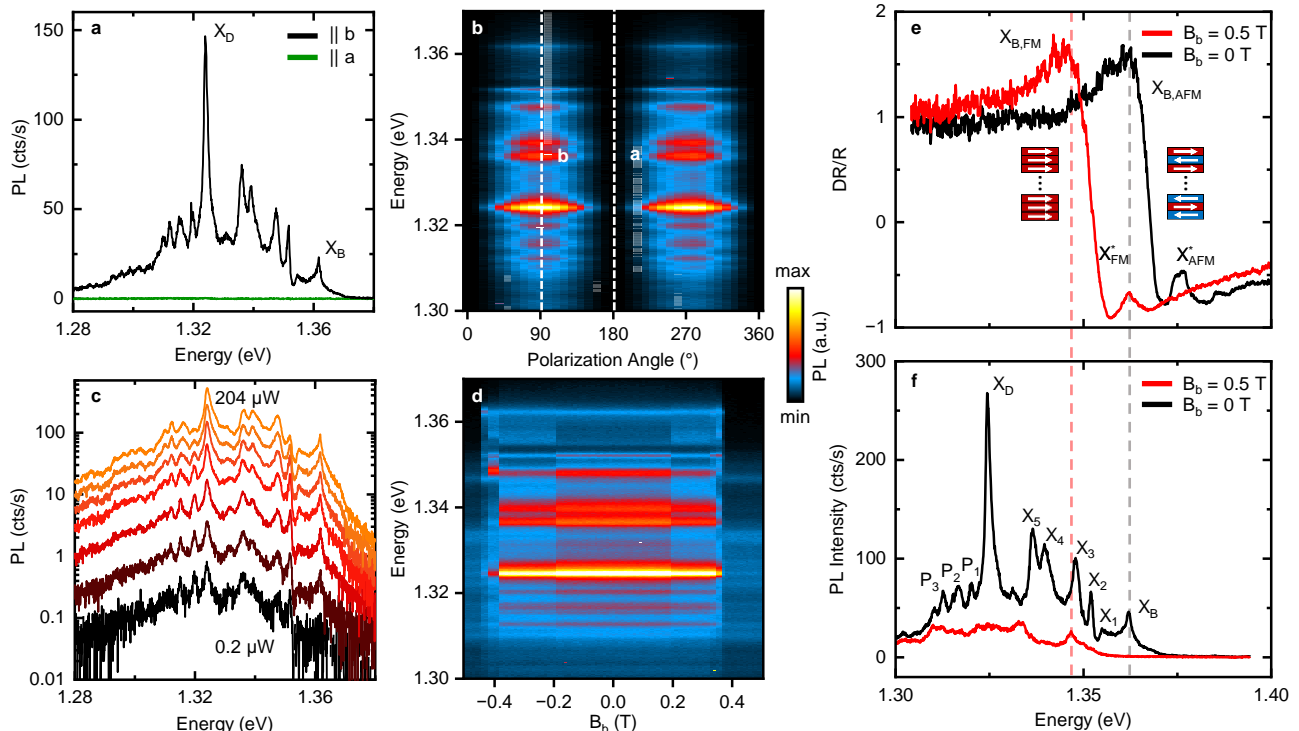 a
X_D
|| b
|| a
X_B
150
100
50
0
PL (cts/s)
1.28
1.32
1.36
Energy (eV)
b
b
a
1.36
1.34
1.32
1.30
Energy (eV)
0
90
180
270
360
Polarization Angle (°)
max
min
PL (a.u.)
c
204 µW
0.2 µW
100
10
1
0.1
0.01
PL (cts/s)
1.28
1.32
1.36
Energy (eV)
d
1.36
1.34
1.32
1.30
Energy (eV)
−0.4
−0.2
0.0
0.2
0.4
B_b (T)
e
X_B,FM
B_b = 0.5 T
B_b = 0 T
X_B,AFM
X*_FM
X*_AFM
2
1
0
−1
DR/R
f
X_D
B_b = 0.5 T
B_b = 0 T
X_5
X_4
X_3
X_2
X_1
X_B
P_3
P_2
P_1
300
200
100
0
PL Intensity (cts/s)
1.30
1.35
1.40
Energy (eV)